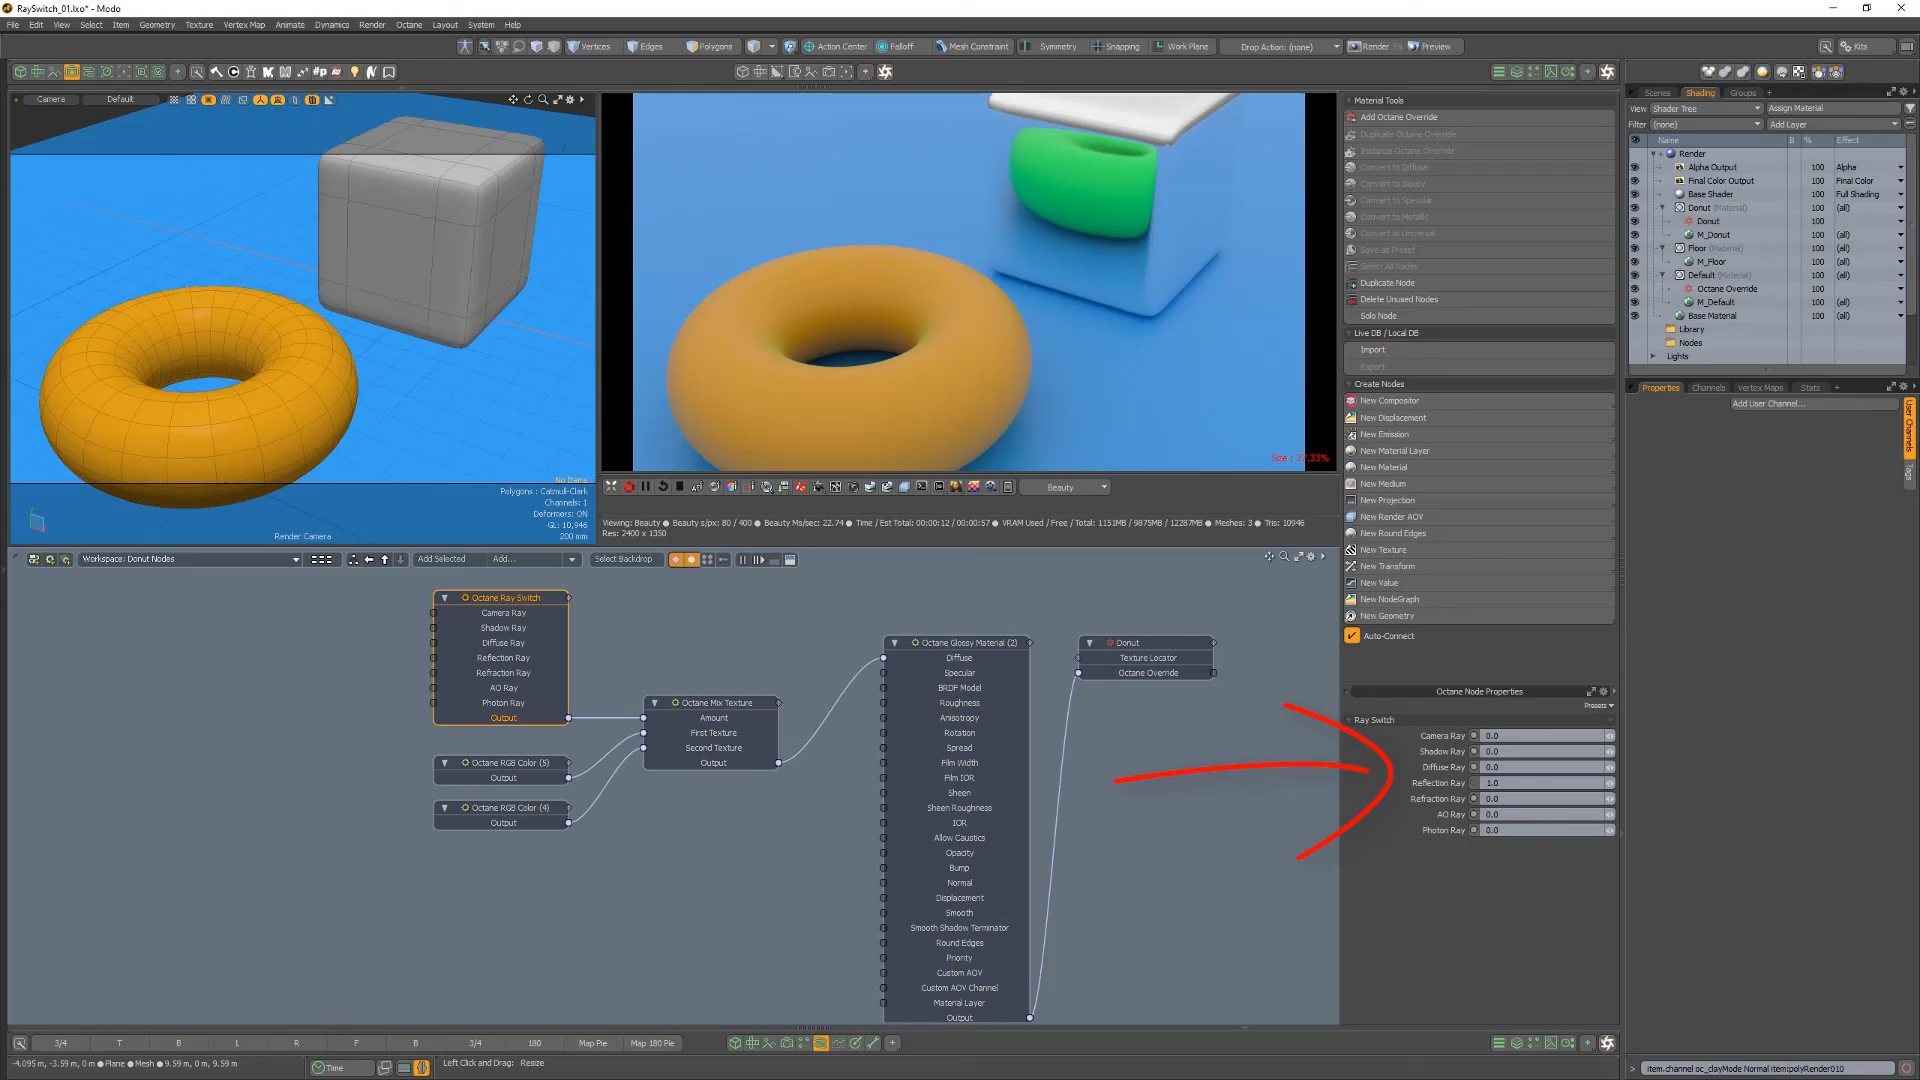 RaySwitch_01.lxo* - Modo
File Edit View Select Item Geometry Texture Vertex Map Animate Dynamics Render Octane Layout System Help
Vertices Edges Polygons Action Center Falloff Mesh Constraint Symmetry Snapping Work Plane Drop Action: (none) Render Preview Kits
Camera Default
No Items
Polygons : Catmull-Clark
Channels: 1
Deformers: ON
GL: 10,946
200 mm
Render Camera
Beauty
Viewing: Beauty Beauty s/px: 80 / 400 Beauty Ms/sec: 22.74 Time / Est Total: 00:00:12 / 00:00:57 VRAM Used / Free / Total: 1151MB / 9875MB / 12287MB Meshes: 3 Tris: 10946
Res: 2400 x 1350
Workspace: Donut Nodes Add Selected Add... Select Backdrop
Octane Ray Switch
Camera Ray
Shadow Ray
Diffuse Ray
Reflection Ray
Refraction Ray
AO Ray
Photon Ray
Output
Octane RGB Color (5)
Output
Octane RGB Color (4)
Output
Octane Mix Texture
Amount
First Texture
Second Texture
Output
Octane Glossy Material (2)
Diffuse
Specular
BRDF Model
Roughness
Anisotropy
Rotation
Spread
Film Width
Film IOR
Sheen
Sheen Roughness
IOR
Allow Caustics
Opacity
Bump
Normal
Displacement
Smooth
Smooth Shadow Terminator
Round Edges
Priority
Custom AOV
Custom AOV Channel
Material Layer
Output
Donut
Texture Locator
Octane Override
Material Tools
Add Octane Override
Duplicate Octane Override
Instance Octane Override
Convert to Diffuse
Convert to Glossy
Convert to Specular
Convert to Metallic
Convert to Universal
Save as Preset
Select All Nodes
Duplicate Node
Delete Unused Nodes
Solo Node
Live DB / Local DB
Import
Export
Create Nodes
New Compositor
New Displacement
New Emission
New Material Layer
New Material
New Medium
New Projection
New Render AOV
New Round Edges
New Texture
New Transform
New Value
New NodeGraph
New Geometry
Auto-Connect
Octane Node Properties
Presets
Ray Switch
Camera Ray 0.0
Shadow Ray 0.0
Diffuse Ray 0.0
Reflection Ray 1.0
Refraction Ray 0.0
AO Ray 0.0
Photon Ray 0.0
Scenes Shading Groups +
View Shader Tree Assign Material
Filter (none) Add Layer
Name B % Effect
Render
Alpha Output 100 Alpha
Final Color Output 100 Final Color
Base Shader 100 Full Shading
Donut (Material) 100 (all)
Donut 100 (all)
M_Donut 100 (all)
Floor (Material) 100 (all)
M_Floor 100 (all)
Default (Material) 100 (all)
Octane Override 100 (all)
M_Default 100 (all)
Base Material 100 (all)
Library
Nodes
Lights
Properties Channels Vertex Maps Stats +
Add User Channel...
User Channels
Tags
3/4 T B L R F B 3/4 180 Map Pie Map 180 Pie
-4.095 m, -3.59 m, 0 m Plane Mesh 9.59 m, 0 m, 9.59 m Time Left Click and Drag: Resize
> item.channel oc_clayMode Normal item:polyRender010